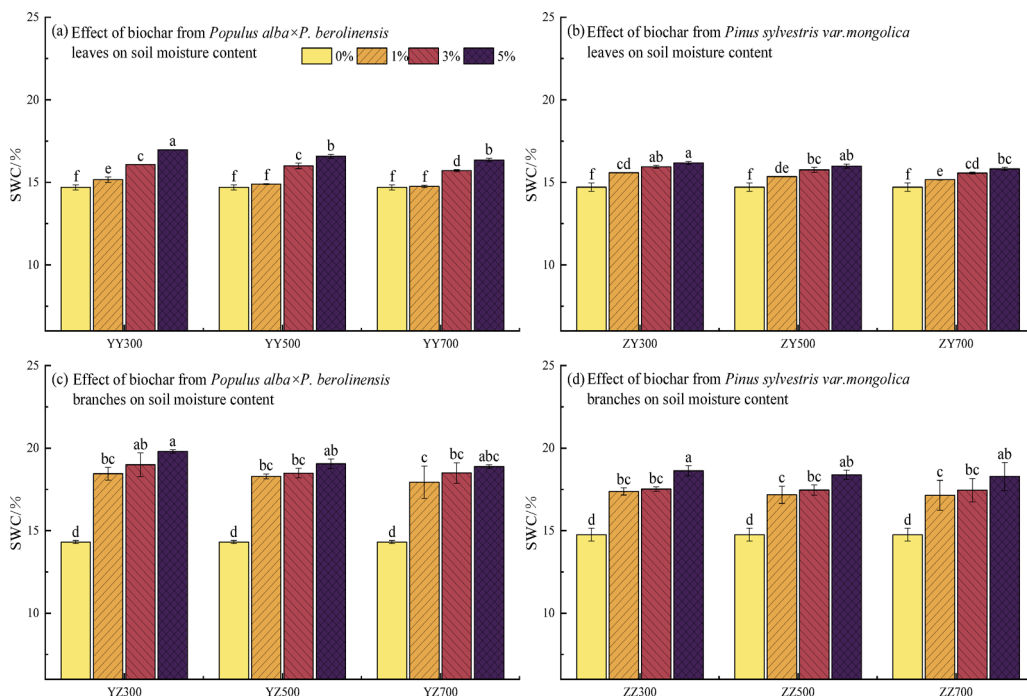 (a) Effect of biochar from Populus alba×P. berolinensis
leaves on soil moisture content
0% 1% 3% 5%
25
20
15
10
SWC/%
f e c a
f f c b
f f d b
YY300 YY500 YY700
(b) Effect of biochar from Pinus sylvestris var.mongolica
leaves on soil moisture content
25
20
15
10
SWC/%
f cd ab a
f de bc ab
f e cd bc
ZY300 ZY500 ZY700
(c) Effect of biochar from Populus alba×P. berolinensis
branches on soil moisture content
25
20
15
10
SWC/%
d bc ab a
d bc bc ab
d c bc abc
YZ300 YZ500 YZ700
(d) Effect of biochar from Pinus sylvestris var.mongolica
branches on soil moisture content
25
20
15
10
SWC/%
d bc bc a
d c bc ab
d c bc ab
ZZ300 ZZ500 ZZ700